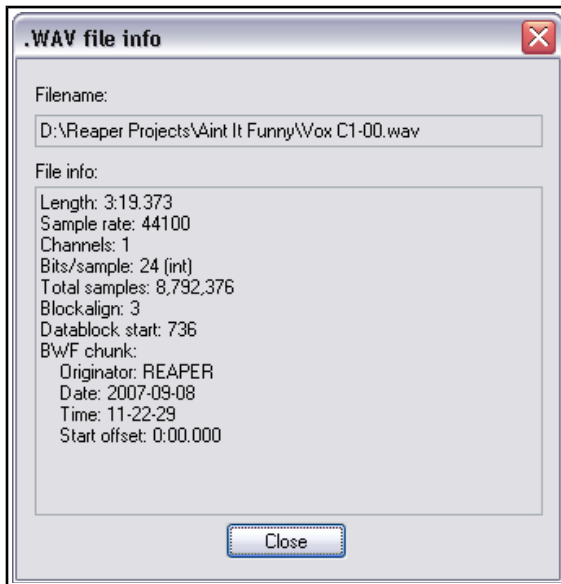 .WAV file info
Filename:
D:\Reaper Projects\Aint It Funny\Vox C1-00.wav
File info:
Length: 3:19.373
Sample rate: 44100
Channels: 1
Bits/sample: 24 (int)
Total samples: 8,792,376
Blockalign: 3
Datablock start: 736
BWF chunk:
Originator: REAPER
Date: 2007-09-08
Time: 11-22-29
Start offset: 0:00.000
Close